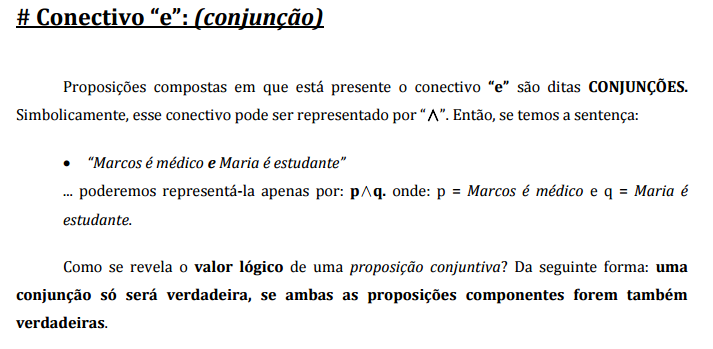 # Conectivo “e”: (conjunção)
Proposições compostas em que está presente o conectivo “e” são ditas CONJUNÇÕES.
Simbolicamente, esse conectivo pode ser representado por “∧”. Então, se temos a sentença:
• “Marcos é médico e Maria é estudante”
... poderemos representá-la apenas por: p∧q. onde: p = Marcos é médico e q = Maria é
estudante.
Como se revela o valor lógico de uma proposição conjuntiva? Da seguinte forma: uma
conjunção só será verdadeira, se ambas as proposições componentes forem também
verdadeiras.